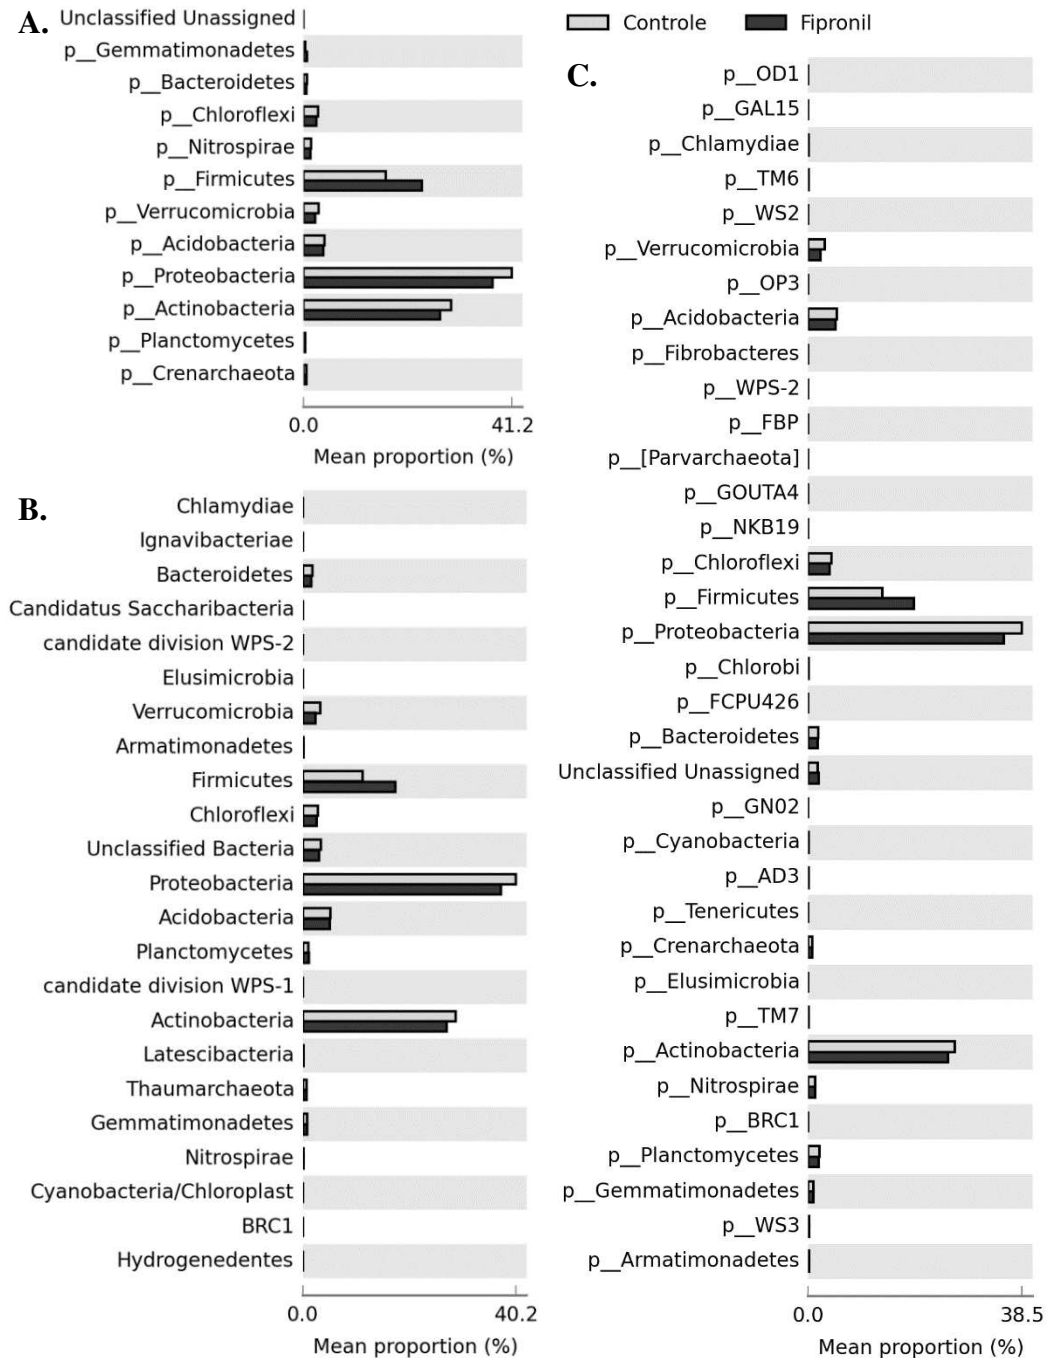 A.
Unclassified Unassigned
p__Gemmatimonadetes
p__Bacteroidetes
p__Chloroflexi
p__Nitrospirae
p__Firmicutes
p__Verrucomicrobia
p__Acidobacteria
p__Proteobacteria
p__Actinobacteria
p__Planctomycetes
p__Crenarchaeota
0.0 41.2
Mean proportion (%)
B.
Chlamydiae
Ignavibacteriae
Bacteroidetes
Candidatus Saccharibacteria
candidate division WPS-2
Elusimicrobia
Verrucomicrobia
Armatimonadetes
Firmicutes
Chloroflexi
Unclassified Bacteria
Proteobacteria
Acidobacteria
Planctomycetes
candidate division WPS-1
Actinobacteria
Latescibacteria
Thaumarchaeota
Gemmatimonadetes
Nitrospirae
Cyanobacteria/Chloroplast
BRC1
Hydrogenedentes
0.0 40.2
Mean proportion (%)
Controle Fipronil
C.
p__OD1
p__GAL15
p__Chlamydiae
p__TM6
p__WS2
p__Verrucomicrobia
p__OP3
p__Acidobacteria
p__Fibrobacteres
p__WPS-2
p__FBP
p__[Parvarchaeota]
p__GOUTA4
p__NKB19
p__Chloroflexi
p__Firmicutes
p__Proteobacteria
p__Chlorobi
p__FCPU426
p__Bacteroidetes
Unclassified Unassigned
p__GN02
p__Cyanobacteria
p__AD3
p__Tenericutes
p__Crenarchaeota
p__Elusimicrobia
p__TM7
p__Actinobacteria
p__Nitrospirae
p__BRC1
p__Planctomycetes
p__Gemmatimonadetes
p__WS3
p__Armatimonadetes
0.0 38.5
Mean proportion (%)